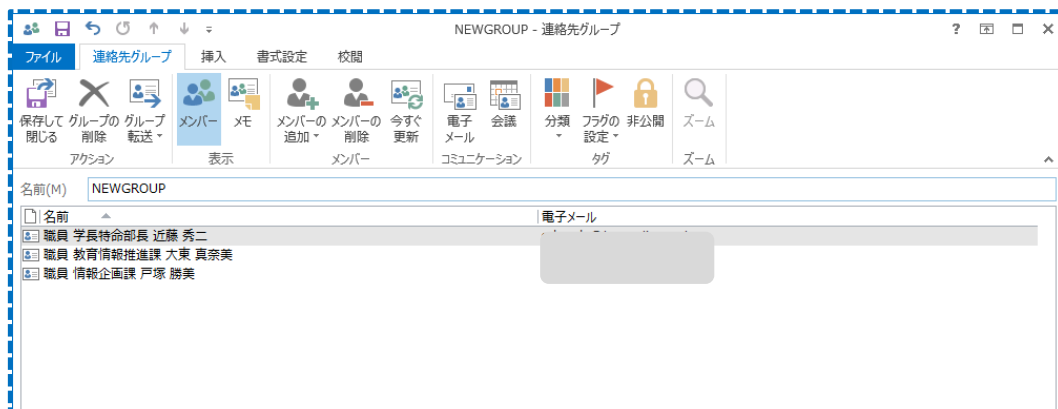 NEWGROUP - 連絡先グループ
ファイル 連絡先グループ 挿入 書式設定 校閲
保存して閉じる グループの削除 グループ転送 メンバー メモ メンバーの追加 メンバーの削除 今すぐ更新 電子メール 会議 分類 フラグの設定 非公開 ズーム
アクション 表示 メンバー コミュニケーション タグ ズーム
名前(M) NEWGROUP
名前 電子メール
職員 学長特命部長 近藤 秀二
職員 教育情報推進課 大東 真奈美
職員 情報企画課 戸塚 勝美